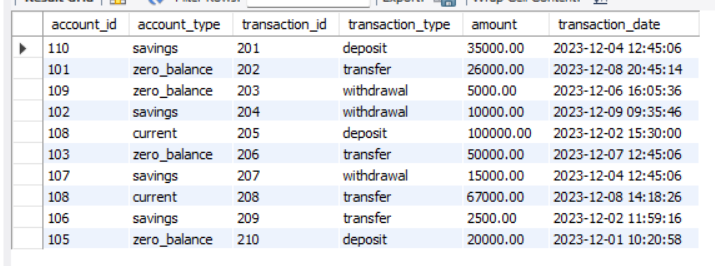 account_id account_type transaction_id transaction_type amount transaction_date
110 savings 201 deposit 35000.00 2023-12-04 12:45:06
101 zero_balance 202 transfer 26000.00 2023-12-08 20:45:14
109 zero_balance 203 withdrawal 5000.00 2023-12-06 16:05:36
102 savings 204 withdrawal 10000.00 2023-12-09 09:35:46
108 current 205 deposit 100000.00 2023-12-02 15:30:00
103 zero_balance 206 transfer 50000.00 2023-12-07 12:45:06
107 savings 207 withdrawal 15000.00 2023-12-04 12:45:06
108 current 208 transfer 67000.00 2023-12-08 14:18:26
106 savings 209 transfer 2500.00 2023-12-02 11:59:16
105 zero_balance 210 deposit 20000.00 2023-12-01 10:20:58